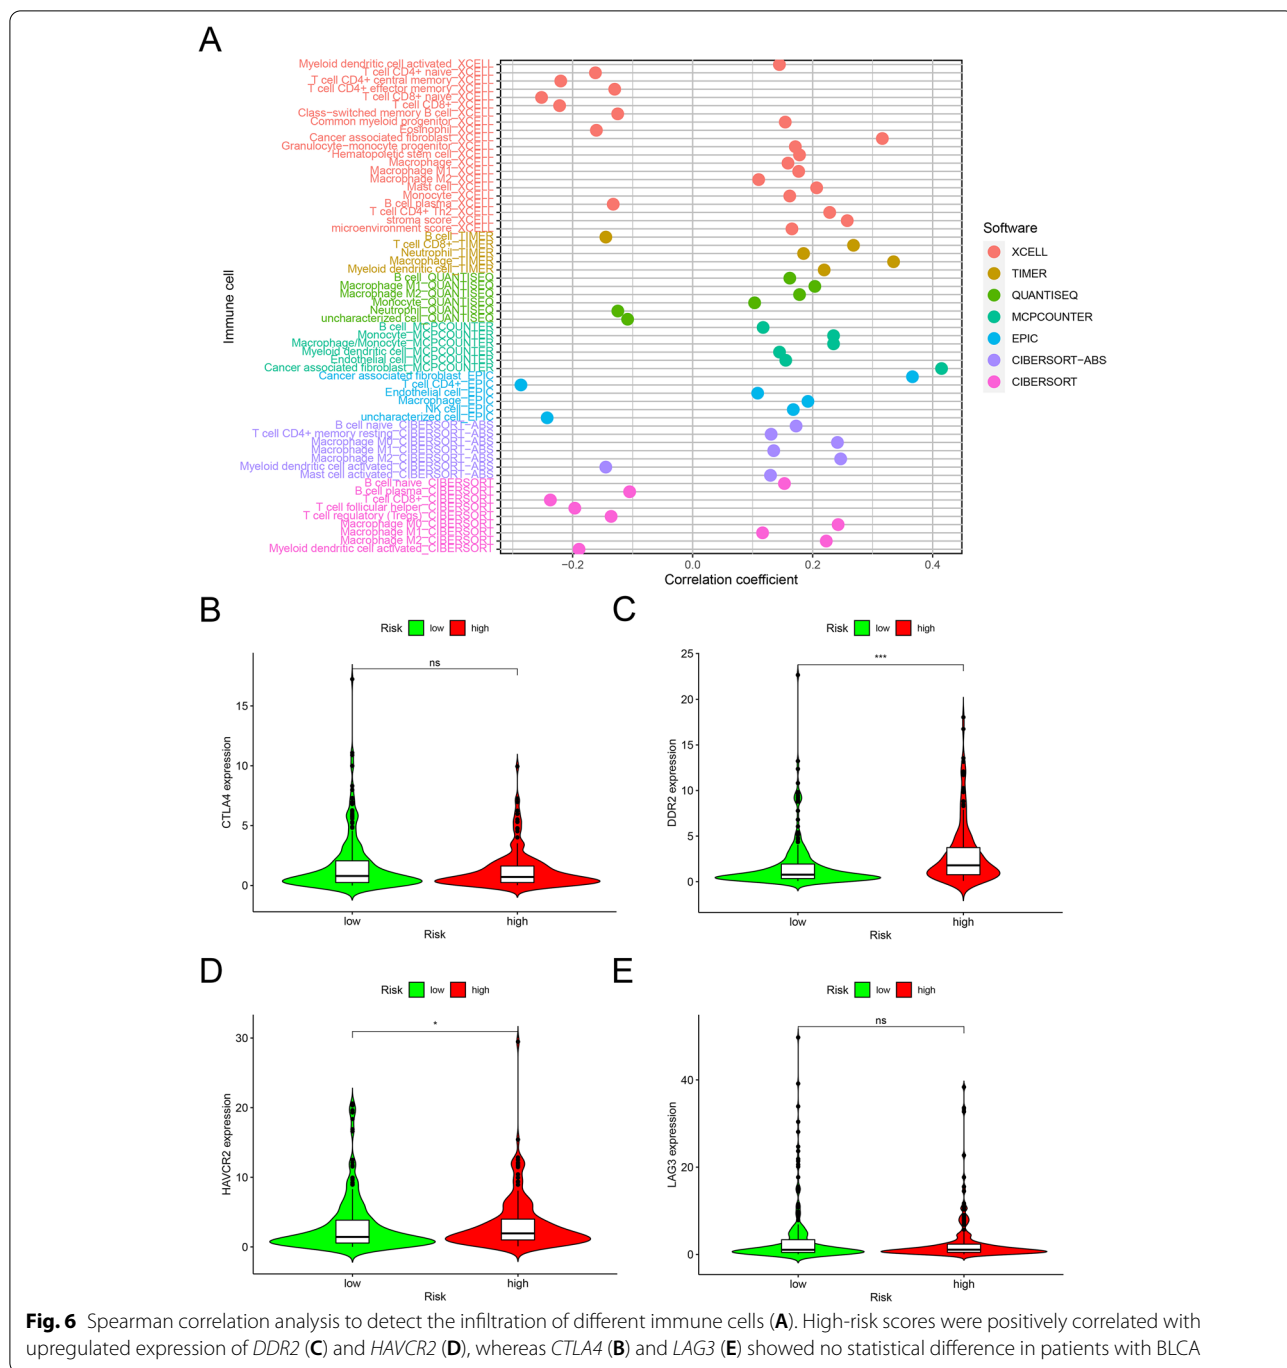 A
Myeloid dendritic cell activated_XCELL
T cell CD4+ naive_XCELL
T cell CD4+ central memory_XCELL
T cell CD4+ effector memory_XCELL
T cell CD8+ naive_XCELL
T cell CD8+_XCELL
Class−switched memory B cell_XCELL
Common myeloid progenitor_XCELL
Eosinophil_XCELL
Cancer associated fibroblast_XCELL
Granulocyte−monocyte progenitor_XCELL
Hematopoietic stem cell_XCELL
Macrophage_XCELL
Macrophage M1_XCELL
Macrophage M2_XCELL
Mast cell_XCELL
Monocyte_XCELL
B cell plasma_XCELL
T cell CD4+ Th2_XCELL
stroma score_XCELL
microenvironment score_XCELL
B cell_TIMER
T cell CD8+_TIMER
Neutrophil_TIMER
Macrophage_TIMER
Myeloid dendritic cell_TIMER
B cell_QUANTISEQ
Macrophage M1_QUANTISEQ
Macrophage M2_QUANTISEQ
Monocyte_QUANTISEQ
Neutrophil_QUANTISEQ
uncharacterized cell_QUANTISEQ
B cell_MCPCOUNTER
Monocyte_MCPCOUNTER
Macrophage/Monocyte_MCPCOUNTER
Myeloid dendritic cell_MCPCOUNTER
Endothelial cell_MCPCOUNTER
Cancer associated fibroblast_MCPCOUNTER
Cancer associated fibroblast_EPIC
T cell CD4+_EPIC
Endothelial cell_EPIC
Macrophage_EPIC
NK cell_EPIC
uncharacterized cell_EPIC
B cell naive_CIBERSORT−ABS
T cell CD4+ memory resting_CIBERSORT−ABS
Macrophage M0_CIBERSORT−ABS
Macrophage M1_CIBERSORT−ABS
Macrophage M2_CIBERSORT−ABS
Myeloid dendritic cell activated_CIBERSORT−ABS
Mast cell activated_CIBERSORT−ABS
B cell naive_CIBERSORT
B cell plasma_CIBERSORT
T cell CD8+_CIBERSORT
T cell follicular helper_CIBERSORT
T cell regulatory (Tregs)_CIBERSORT
Macrophage M0_CIBERSORT
Macrophage M1_CIBERSORT
Macrophage M2_CIBERSORT
Myeloid dendritic cell activated_CIBERSORT
Immune cell
−0.2 0.0 0.2 0.4
Correlation coefficient
Software
XCELL
TIMER
QUANTISEQ
MCPCOUNTER
EPIC
CIBERSORT−ABS
CIBERSORT
B
Risk low high
ns
15
10
5
0
CTLA4 expression
low high
Risk
C
Risk low high
***
25
20
15
10
5
0
DDR2 expression
low high
Risk
D
Risk low high
*
30
20
10
0
HAVCR2 expression
low high
Risk
E
Risk low high
ns
40
20
0
LAG3 expression
low high
Risk
Fig. 6 Spearman correlation analysis to detect the infiltration of different immune cells (A). High-risk scores were positively correlated with
upregulated expression of DDR2 (C) and HAVCR2 (D), whereas CTLA4 (B) and LAG3 (E) showed no statistical difference in patients with BLCA